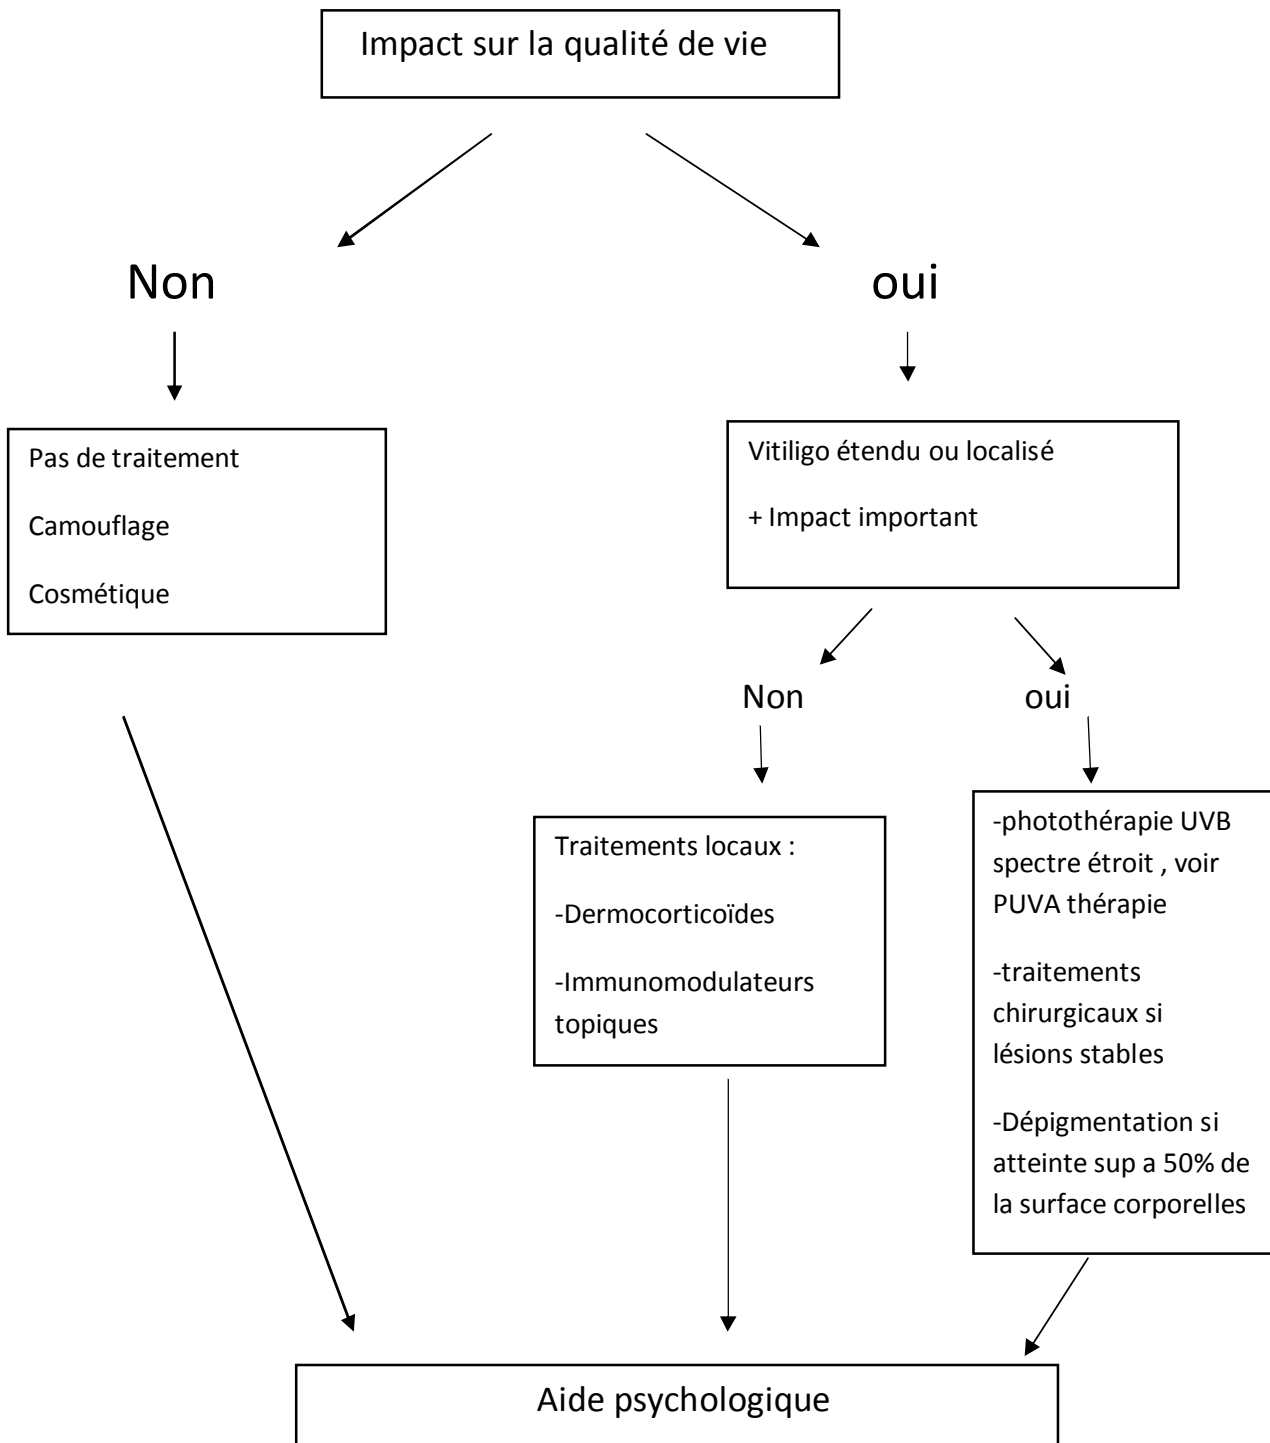 Impact sur la qualité de vie
Non
oui
Pas de traitement
Camouflage
Cosmétique
Vitiligo étendu ou localisé
+ Impact important
Non
oui
Traitements locaux :
-Dermocorticoïdes
-Immunomodulateurs
topiques
-photothérapie UVB
spectre étroit , voir
PUVA thérapie
-traitements
chirurgicaux si
lésions stables
-Dépigmentation si
atteinte sup a 50% de
la surface corporelles
Aide psychologique